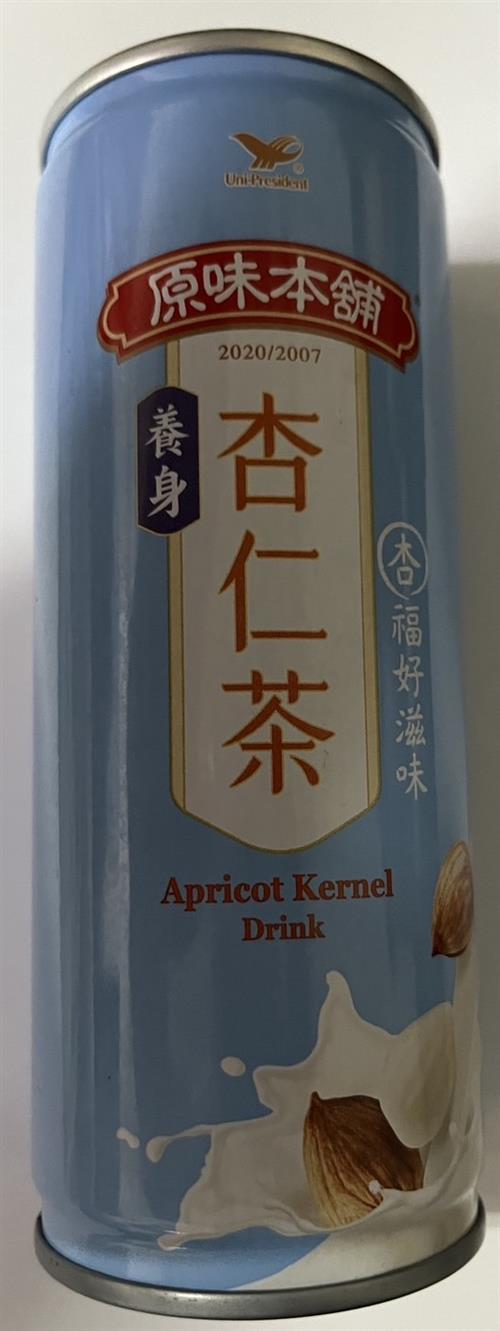 Uni-President
原味本舖
2020/2007
養身
杏仁茶
杏福好滋味
Apricot Kernel
Drink